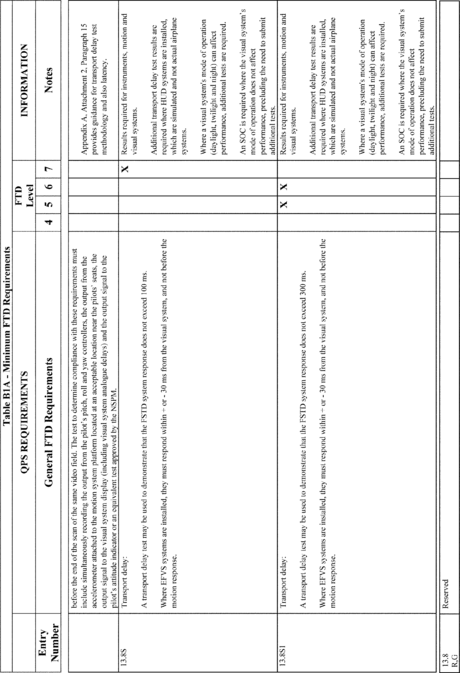 Table B1A - Minimum FTD Requirements
QPS REQUIREMENTS
FTD
Level
INFORMATION
Entry
Number
General FTD Requirements
4
5
6
7
Notes
before the end of the scan of the same video field. The test to determine compliance with these requirements must
include simultaneously recording the output from the pilot's pitch, roll and yaw controllers, the output from the
accelerometer attached to the motion system platform located at an acceptable location near the pilots' seats, the
output signal to the visual system display (including visual system analogue delays) and the output signal to the
pilot's attitude indicator or an equivalent test approved by the NSPM.
Appendix A, Attachment 2, Paragraph 15
provides guidance for transport delay test
methodology and also latency.
13.8S
Transport delay:
A transport delay test may be used to demonstrate that the FSTD system response does not exceed 100 ms.
Where EFVS systems are installed, they must respond within + or - 30 ms from the visual system, and not before the
motion response.
X
Results required for instruments, motion and
visual systems.
Additional transport delay test results are
required where HUD systems are installed,
which are simulated and not actual airplane
systems.
Where a visual system's mode of operation
(daylight, twilight and night) can affect
performance, additional tests are required.
An SOC is required where the visual system's
mode of operation does not affect
performance, precluding the need to submit
additional tests.
13.8S1
Transport delay:
A transport delay test may be used to demonstrate that the FSTD system response does not exceed 300 ms.
Where EFVS systems are installed, they must respond within + or - 30 ms from the visual system, and not before the
motion response.
X
X
Results required for instruments, motion and
visual systems.
Additional transport delay test results are
required where HUD systems are installed,
which are simulated and not actual airplane
systems.
Where a visual system's mode of operation
(daylight, twilight and night) can affect
performance, additional tests are required.
An SOC is required where the visual system's
mode of operation does not affect
performance, precluding the need to submit
additional tests.
13.8
R,G
Reserved